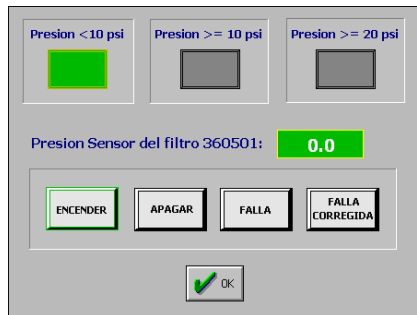 Presion <10 psi
Presion >= 10 psi
Presion >= 20 psi
Presion Sensor del filtro 360501:
0.0
ENCENDER
APAGAR
FALLA
FALLA
CORREGIDA
OK